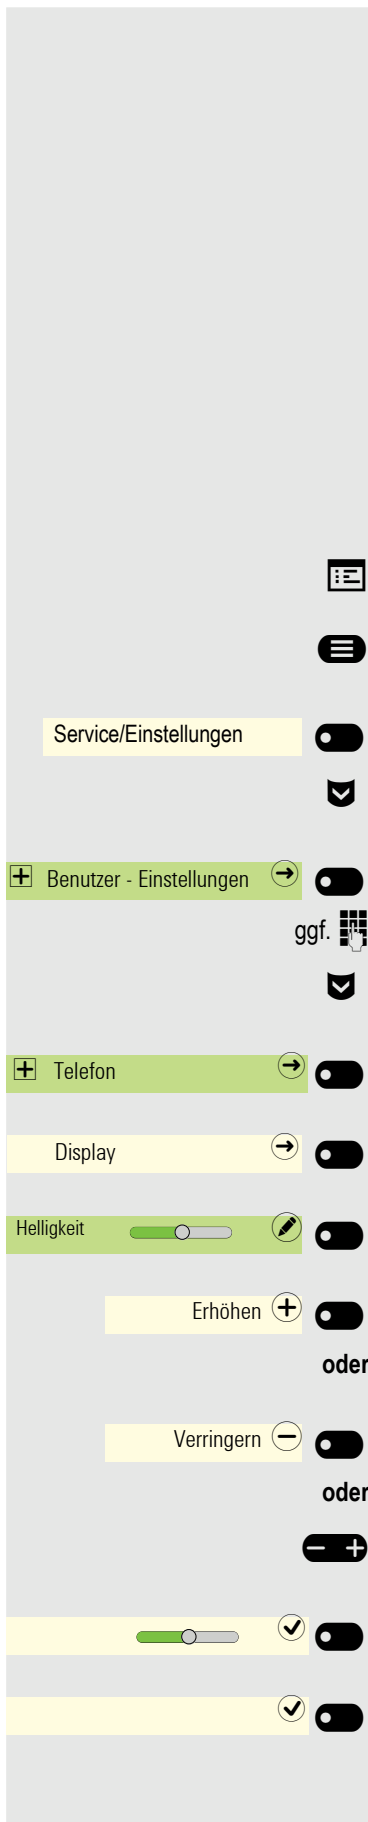 Service/Einstellungen
Benutzer - Einstellungen
ggf.
Telefon
Display
Helligkeit
Erhöhen
oder
Verringern
oder